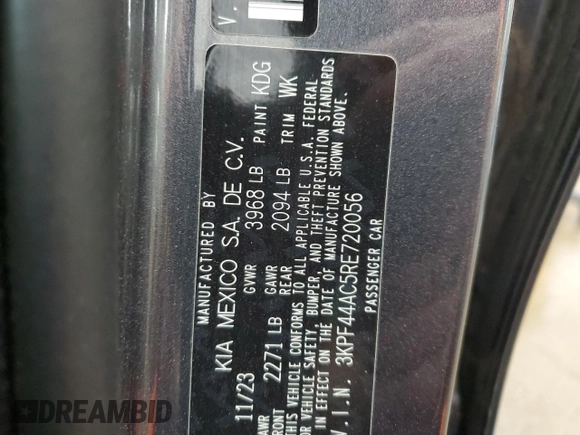 MANUFACTURED BY
KIA MEXICO S.A. DE C.V.
11/23 GVWR 3968 LB PAINT KDG
GAWR FRONT 2271 LB GAWR REAR 2094 LB TRIM WK
THIS VEHICLE CONFORMS TO ALL APPLICABLE U.S.A. FEDERAL
MOTOR VEHICLE SAFETY, BUMPER, AND THEFT PREVENTION STANDARDS
IN EFFECT ON THE DATE OF MANUFACTURE SHOWN ABOVE.
V.I.N. 3KPF44AC5RE720056
PASSENGER CAR
V.
DREAMBID